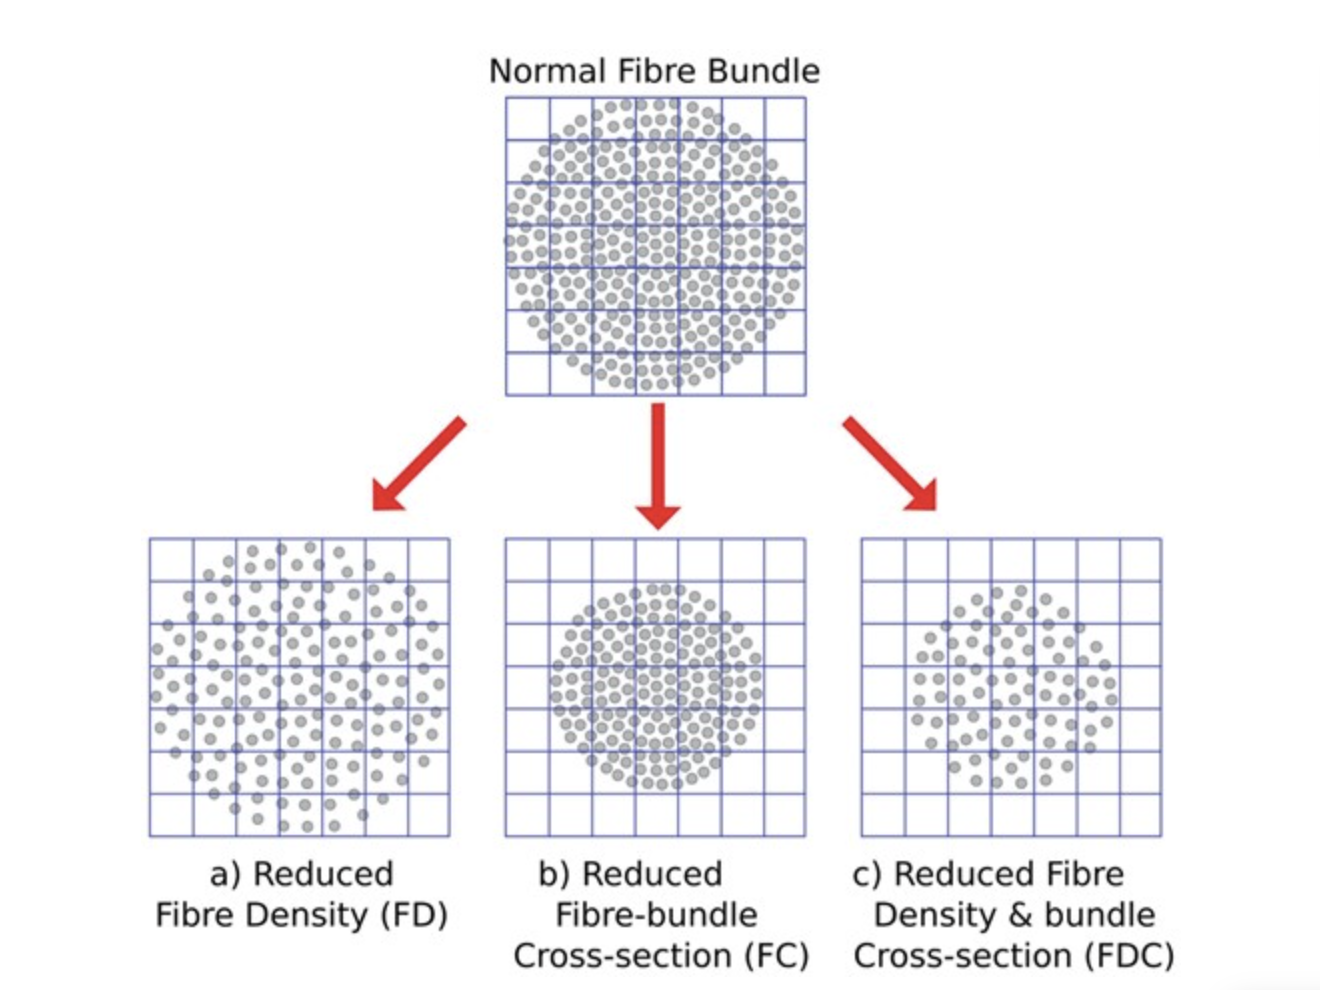 Normal Fibre Bundle
a) Reduced
Fibre Density (FD)
b) Reduced
Fibre-bundle
Cross-section (FC)
c) Reduced Fibre
Density & bundle
Cross-section (FDC)